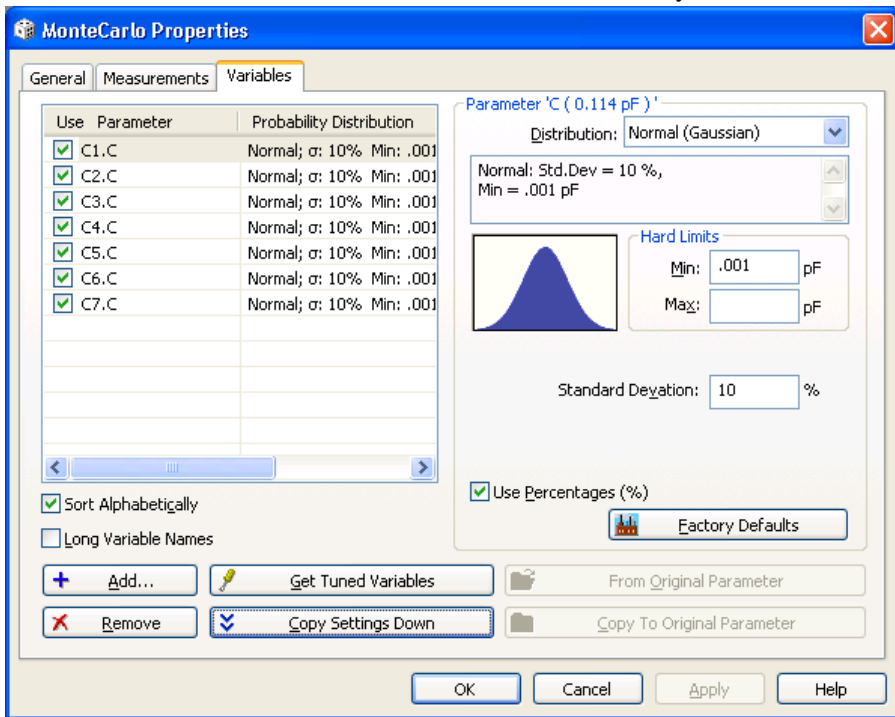 MonteCarlo Properties
General Measurements Variables
Use Parameter Probability Distribution
C1.C Normal; σ: 10% Min: .001
C2.C Normal; σ: 10% Min: .001
C3.C Normal; σ: 10% Min: .001
C4.C Normal; σ: 10% Min: .001
C5.C Normal; σ: 10% Min: .001
C6.C Normal; σ: 10% Min: .001
C7.C Normal; σ: 10% Min: .001
Sort Alphabetically
Long Variable Names
Parameter 'C ( 0.114 pF ) '
Distribution: Normal (Gaussian)
Normal: Std.Dev = 10 %,
Min = .001 pF
Hard Limits
Min: .001 pF
Max: pF
Standard Devation: 10 %
Use Percentages (%)
Factory Defaults
Add... Get Tuned Variables From Original Parameter
Remove Copy Settings Down Copy To Original Parameter
OK Cancel Apply Help